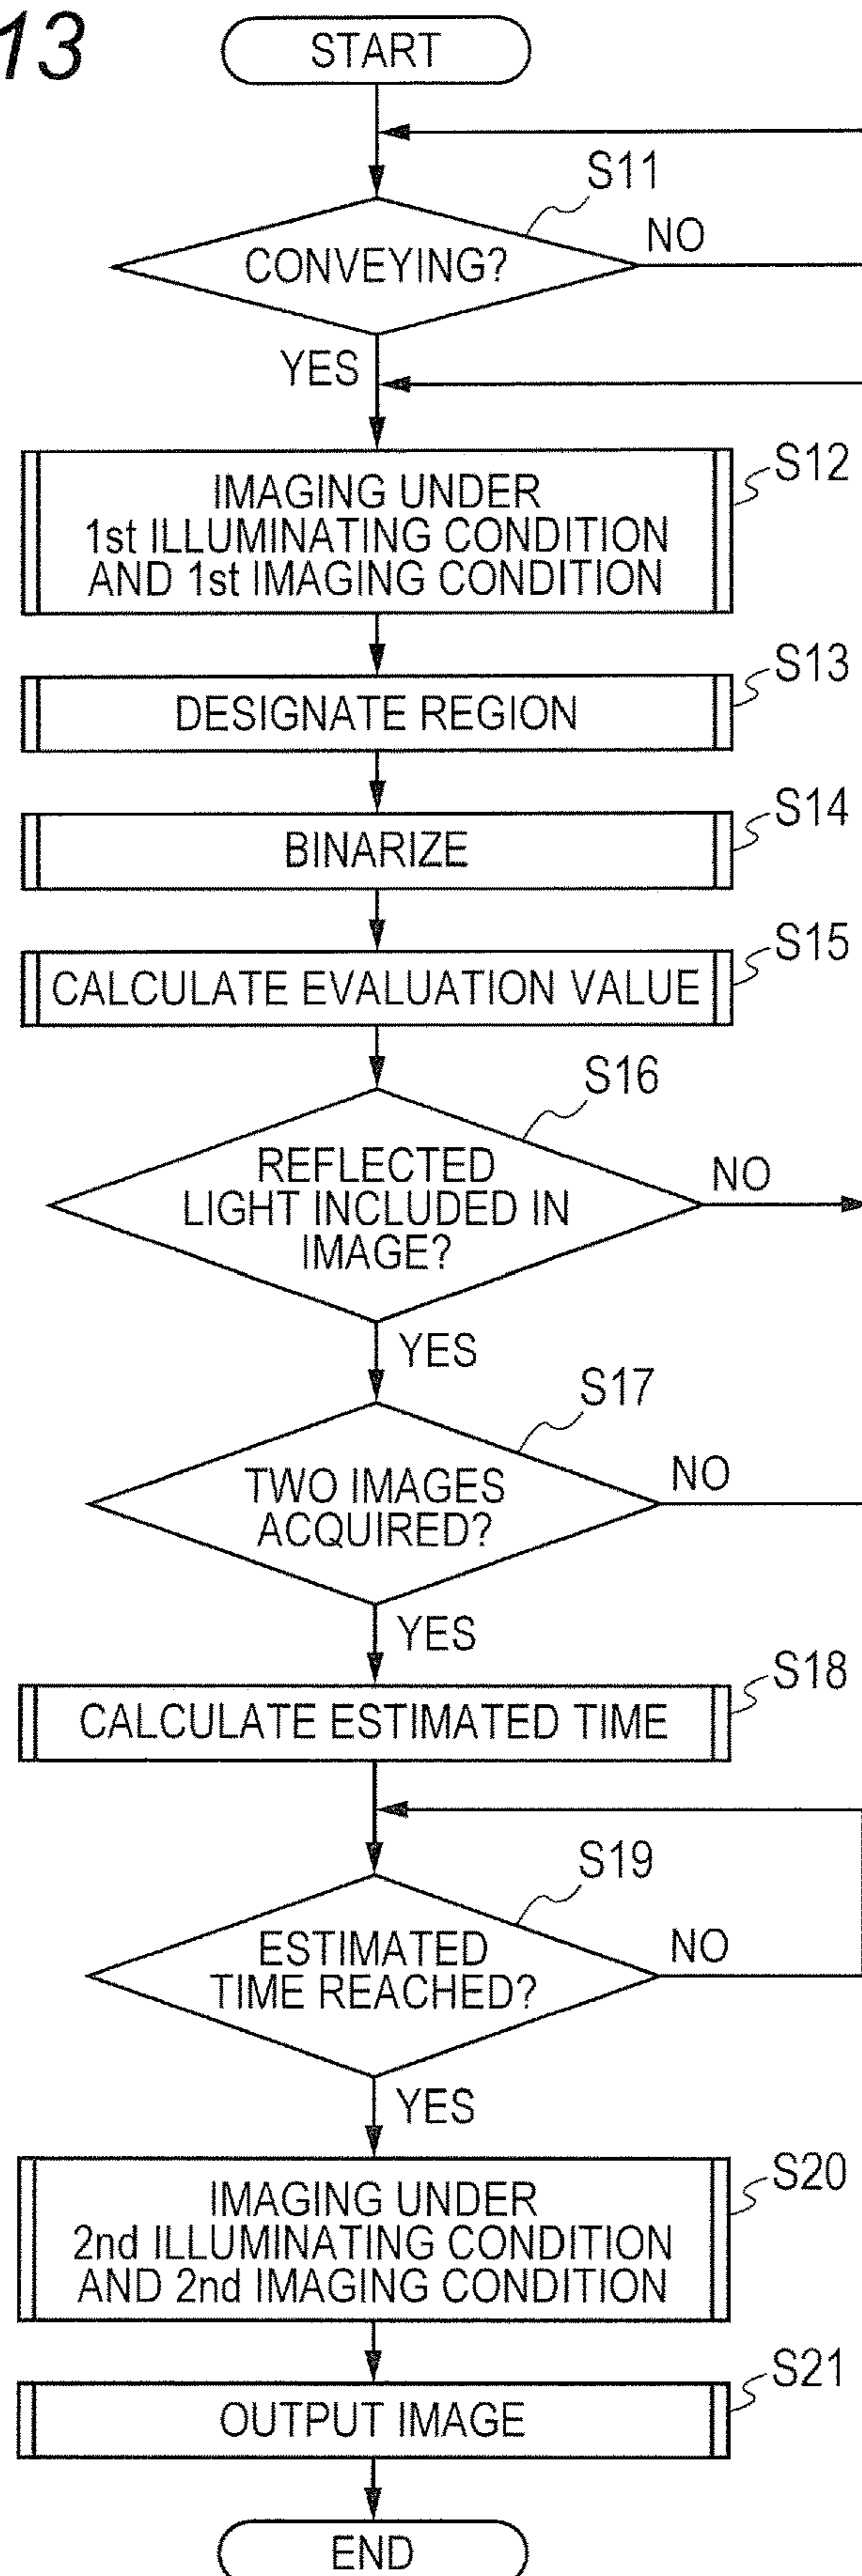 13
START
S11
CONVEYING?
NO
YES
S12
IMAGING UNDER
1st ILLUMINATING CONDITION
AND 1st IMAGING CONDITION
S13
DESIGNATE REGION
S14
BINARIZE
S15
CALCULATE EVALUATION VALUE
S16
REFLECTED
LIGHT INCLUDED IN
IMAGE?
NO
YES
S17
TWO IMAGES
ACQUIRED?
NO
YES
S18
CALCULATE ESTIMATED TIME
S19
ESTIMATED
TIME REACHED?
NO
YES
S20
IMAGING UNDER
2nd ILLUMINATING CONDITION
AND 2nd IMAGING CONDITION
S21
OUTPUT IMAGE
END